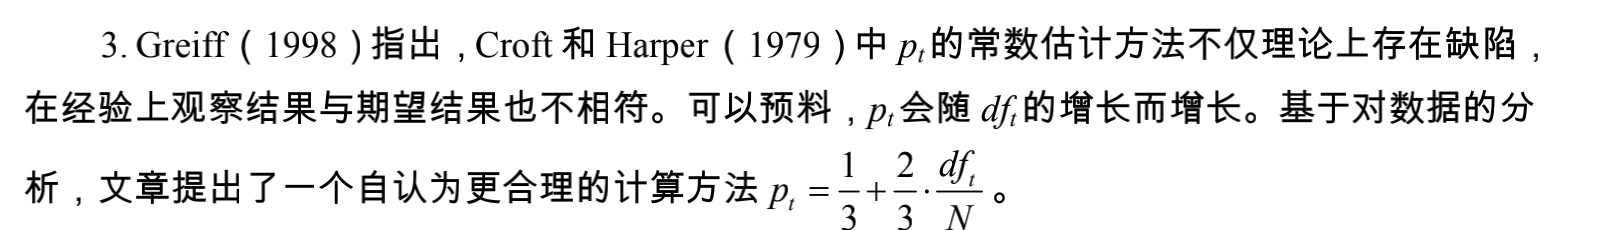 3. Greiff（1998）指出，Croft 和 Harper（1979）中 p_t 的常数估计方法不仅理论上存在缺陷，
在经验上观察结果与期望结果也不相符。可以预料，p_t 会随 df_t 的增长而增长。基于对数据的分
析，文章提出了一个自认为更合理的计算方法 p_t = 1/3 + 2/3 · df_t/N 。